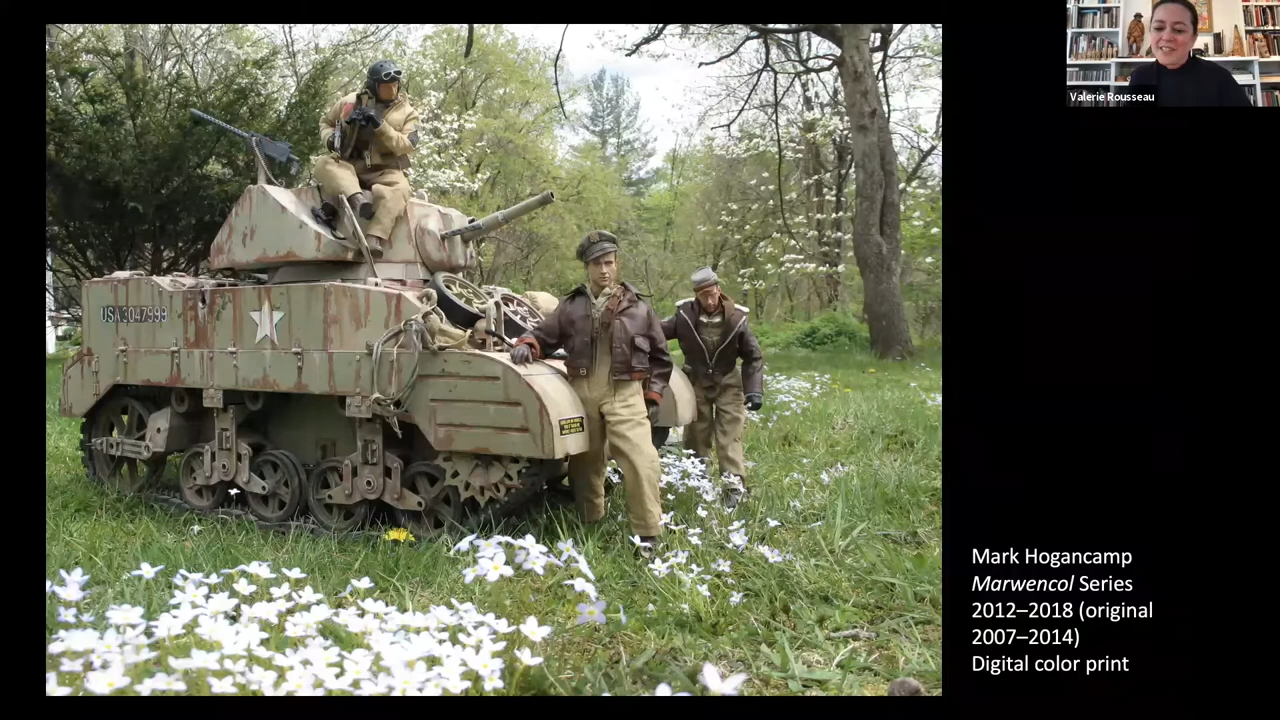 Valerie Rousseau
USA 3047999
Mark Hogancamp
Marwencol Series
2012–2018 (original
2007–2014)
Digital color print